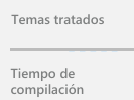 Temas tratados
Tiempo de
compilación